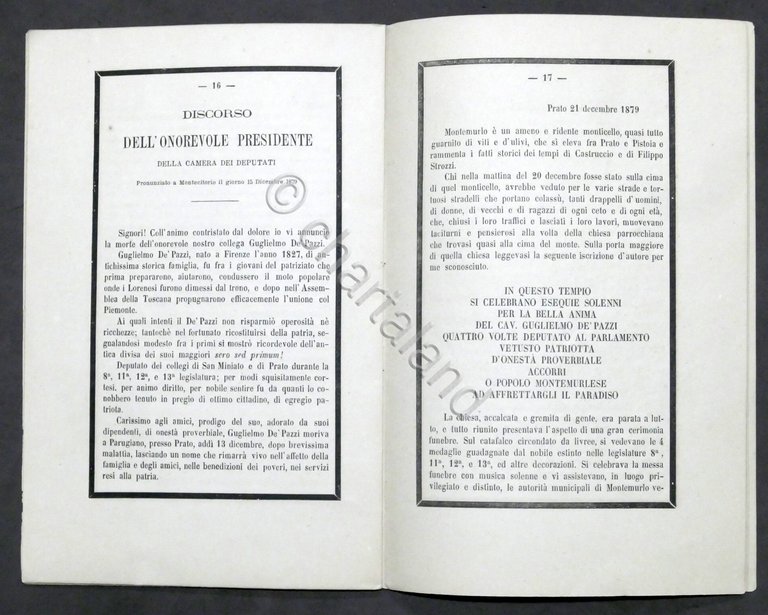 — 16 —
DISCORSO
DELL'ONOREVOLE PRESIDENTE
DELLA CAMERA DEI DEPUTATI
Pronunziato a Montecitorio il giorno 15 Dicembre 1879
Signori! Coll'animo contristato dal dolore io vi annuncio
la morte dell'onorevole nostro collega Guglielmo De'Pazzi.
Guglielmo De'Pazzi, nato a Firenze l'anno 1827, di an-
tichissima storica famiglia, fu fra i giovani del patriziato che
prima prepararono, aiutarono, condussero il moto popolare
onde i Lorenesi furono dimessi dal treno, e dopo nell'Assem-
blea della Toscana propugnarono efficacemente l'unione col
Piemonte.
Ai quali intenti il De'Pazzi non risparmiò operosità nè
ricchezze; tantochè nel fortunato ricostituirsi della patria, se-
gualandosi modesto fra i primi si mostrò ricordevole dell'an-
tica divisa dei suoi maggiori sero sed primum!
Deputato dei collegi di San Miniato e di Prato durante la
8ª, 11ª, 12ª, e 13ª legislatura; per modi squisitamente corte-
si, per animo diritto, per nobile sentire fu da quanti lo co-
nobbero tenuto in pregio di ottimo cittadino, di egregio pa-
triota.
Carissimo agli amici, prodigo del suo, adorato da suoi
dipendenti, di onestà proverbiale, Guglielmo De'Pazzi moriva
a Parugiano, presso Prato, addì 13 dicembre, dopo brevissima
malattia, lasciando un nome che rimarrà vivo nell'affetto della
famiglia e degli amici, nelle benedizioni dei poveri, nei servizi
resi alla patria.
— 17 —
Prato 21 decembre 1879
Montemurlo è un ameno e ridente monticello, quasi tutto
guarnito di viti e d'ulivi, che si eleva fra Prato e Pistoia e
rammenta i fatti storici dei tempi di Castruccio e di Filippo
Strozzi.
Chi nella mattina del 20 decembre fosse stato sulla cima
di quel monticello, avrebbe veduto per le varie strade e tor-
tuosi stradelli che portano colassù, tanti drappelli d'uomini,
di donne, di vecchi e di ragazzi di ogni ceto e di ogni età,
che, chiusi i loro traffici e lasciati i loro lavori, muovevano
taciturni e pensierosi alla volta della chiesa parrocchiana
che trovasi quasi alla cima del monte. Sulla porta maggiore
di quella chiesa leggevasi la seguente iscrizione d'autore per
me sconosciuto.
IN QUESTO TEMPIO
SI CELEBRANO ESEQUIE SOLENNI
PER LA BELLA ANIMA
DEL CAV. GUGLIELMO DE'PAZZI
QUATTRO VOLTE DEPUTATO AL PARLAMENTO
VETUSTO PATRIOTTA
D'ONESTÀ PROVERBIALE
ACCORRI
O POPOLO MONTEMURLESE
AD AFFRETTARGLI IL PARADISO
La chiesa, accalcata e gremita di gente, era parata a lut-
to, e tutto riunito presentava l'aspetto di una gran cerimonia
funebre. Sul catafalco circondato da livree, si vedevano le 4
medaglie guadagnate dal nobile estinto nelle legislature 8ª,
11ª, 12ª, e 13ª, ed altre decorazioni. Si celebrava la messa
funebre con musica solenne e vi assistevano, in luogo pri-
vilegiato e distinto, le autorità municipali di Montemurlo ve-
© chartaland